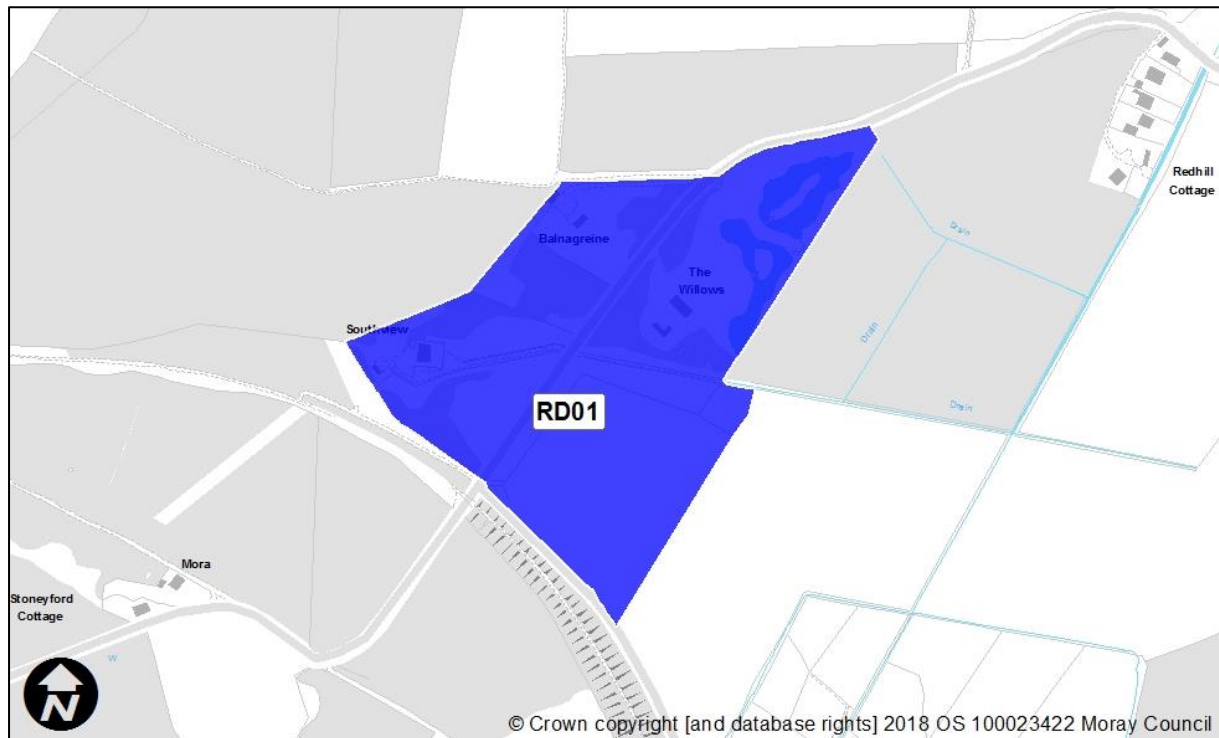 Redhill
Cottage
Drain
Balnagreine
The
Willows
Southview
Drain
RD01
Drain
Mora
Stoneyford
Cottage
W
N
© Crown copyright [and database rights] 2018 OS 100023422 Moray Council